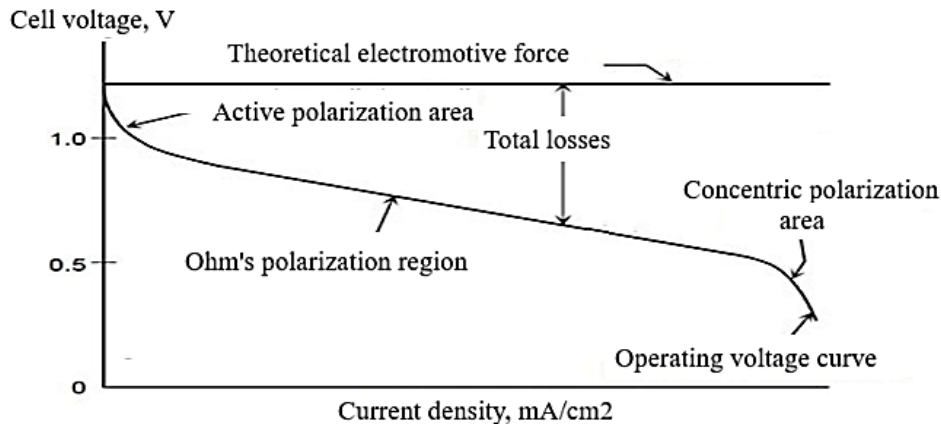 Cell voltage, V
Theoretical electromotive force
Active polarization area
1.0
Total losses
Concentric polarization
area
Ohm's polarization region
0.5
Operating voltage curve
0
Current density, mA/cm2